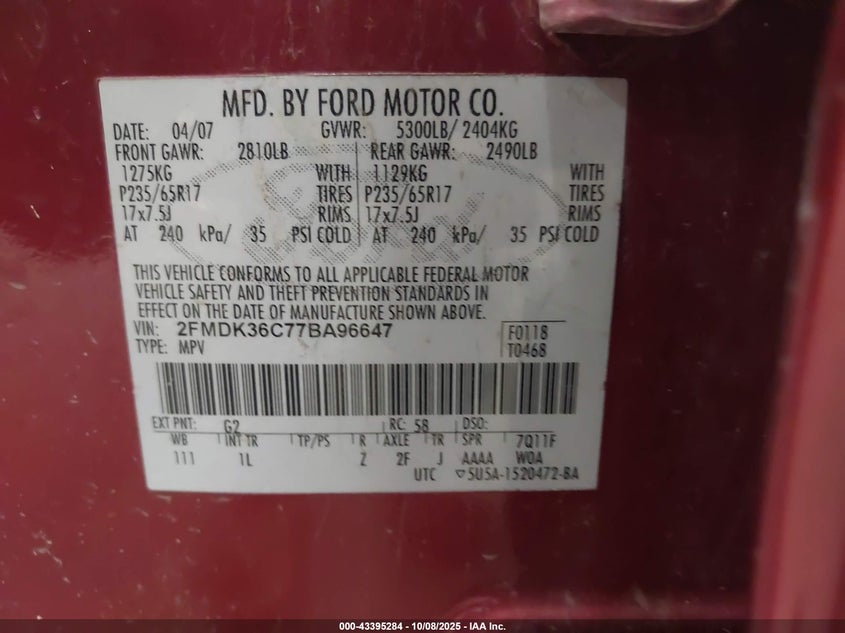 MFD. BY FORD MOTOR CO.
DATE: 04/07 GVWR: 5300LB/ 2404KG
FRONT GAWR: 2810LB REAR GAWR: 2490LB
1275KG WITH 1129KG WITH
P235/65R17 TIRES P235/65R17 TIRES
17x7.5J RIMS 17x7.5J RIMS
AT 240 kPa/ 35 PSI COLD AT 240 kPa/ 35 PSI COLD
THIS VEHICLE CONFORMS TO ALL APPLICABLE FEDERAL MOTOR
VEHICLE SAFETY AND THEFT PREVENTION STANDARDS IN
EFFECT ON THE DATE OF MANUFACTURE SHOWN ABOVE.
VIN: 2FMDK36C77BA96647 F0118
TYPE: MPV T0468
EXT PNT: G2 RC: 58 DSO:
WB INT TR TP/PS R AXLE TR SPR 7Q11F
111 1L Z 2F J AAAA WOA
UTC ▽5U5A-1520472-BA
000-43395284 - 10/08/2025 - IAA Inc.